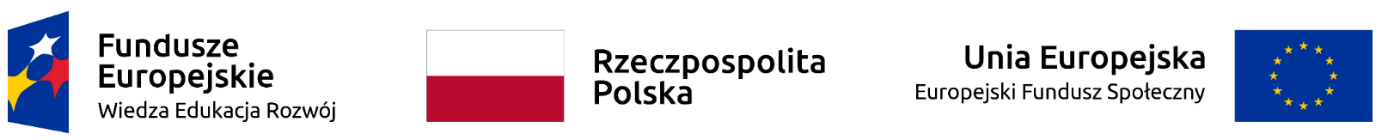 Fundusze
Europejskie
Wiedza Edukacja Rozwój
Rzeczpospolita
Polska
Unia Europejska
Europejski Fundusz Społeczny